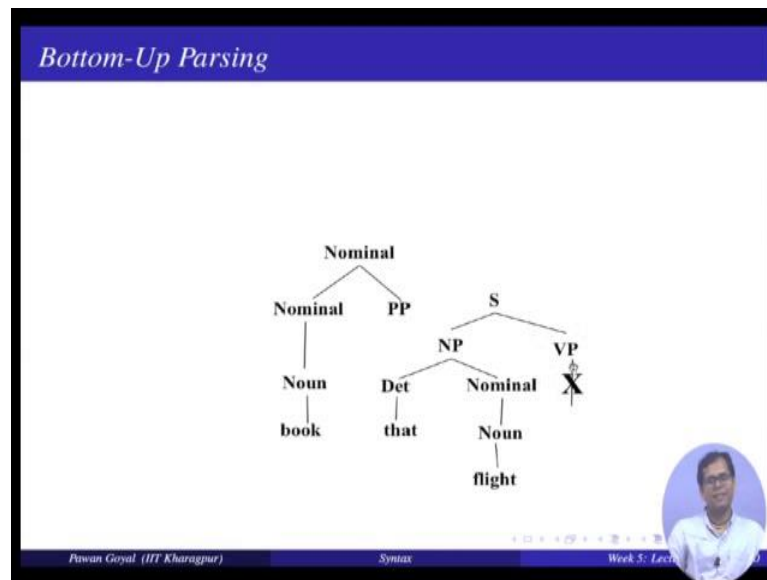 Bottom-Up Parsing
Nominal
Nominal PP S
NP VP
Noun Det Nominal X
book that Noun
flight
Pawan Goyal (IIT Kharagpur) Syntax Week 5: